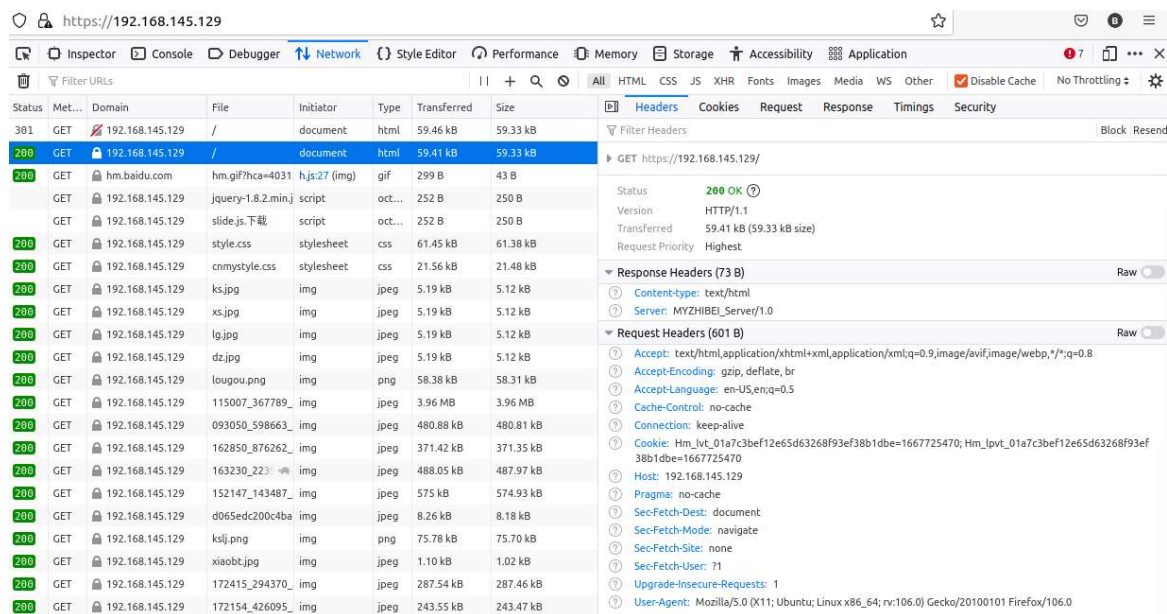 https://192.168.145.129
Inspector Console Debugger Network Style Editor Performance Memory Storage Accessibility Application 7
Filter URLs All HTML CSS JS XHR Fonts Images Media WS Other Disable Cache No Throttling
Status Met... Domain File Initiator Type Transferred Size Headers Cookies Request Response Timings Security
301 GET 192.168.145.129 / document html 59.46 kB 59.33 kB
200 GET 192.168.145.129 / document html 59.41 kB 59.33 kB
200 GET hm.baidu.com hm.gif?hca=4031 h.js:27 (img) gif 299 B 43 B
GET 192.168.145.129 jquery-1.8.2.min.j script oct... 252 B 250 B
GET 192.168.145.129 slide.js.下载 script oct... 252 B 250 B
200 GET 192.168.145.129 style.css stylesheet css 61.45 kB 61.38 kB
200 GET 192.168.145.129 cnmystyle.css stylesheet css 21.56 kB 21.48 kB
200 GET 192.168.145.129 ks.jpg img jpeg 5.19 kB 5.12 kB
200 GET 192.168.145.129 xs.jpg img jpeg 5.19 kB 5.12 kB
200 GET 192.168.145.129 lg.jpg img jpeg 5.19 kB 5.12 kB
200 GET 192.168.145.129 dz.jpg img jpeg 5.19 kB 5.12 kB
200 GET 192.168.145.129 lougou.png img png 58.38 kB 58.31 kB
200 GET 192.168.145.129 115007_367789_ img jpeg 3.96 MB 3.96 MB
200 GET 192.168.145.129 093050_598663_ img jpeg 480.88 kB 480.81 kB
200 GET 192.168.145.129 162850_876262_ img jpeg 371.42 kB 371.35 kB
200 GET 192.168.145.129 163230_223 img jpeg 488.05 kB 487.97 kB
200 GET 192.168.145.129 152147_143487_ img jpeg 575 kB 574.93 kB
200 GET 192.168.145.129 d065edc200c4ba img jpeg 8.26 kB 8.18 kB
200 GET 192.168.145.129 kslj.png img png 75.78 kB 75.70 kB
200 GET 192.168.145.129 xiaobt.jpg img jpeg 1.10 kB 1.02 kB
200 GET 192.168.145.129 172415_294370_ img jpeg 287.54 kB 287.46 kB
200 GET 192.168.145.129 172154_426095_ img jpeg 243.55 kB 243.47 kB
Filter Headers Block Resend
GET https://192.168.145.129/
Status 200 OK
Version HTTP/1.1
Transferred 59.41 kB (59.33 kB size)
Request Priority Highest
Response Headers (73 B) Raw
Content-type: text/html
Server: MYZHIBEI_Server/1.0
Request Headers (601 B) Raw
Accept: text/html,application/xhtml+xml,application/xml;q=0.9,image/avif,image/webp,*/*;q=0.8
Accept-Encoding: gzip, deflate, br
Accept-Language: en-US,en;q=0.5
Cache-Control: no-cache
Connection: keep-alive
Cookie: Hm_lvt_01a7c3bef12e65d63268f93ef38b1dbe=1667725470; Hm_lpvt_01a7c3bef12e65d63268f93ef
38b1dbe=1667725470
Host: 192.168.145.129
Pragma: no-cache
Sec-Fetch-Dest: document
Sec-Fetch-Mode: navigate
Sec-Fetch-Site: none
Sec-Fetch-User: ?1
Upgrade-Insecure-Requests: 1
User-Agent: Mozilla/5.0 (X11; Ubuntu; Linux x86_64; rv:106.0) Gecko/20100101 Firefox/106.0